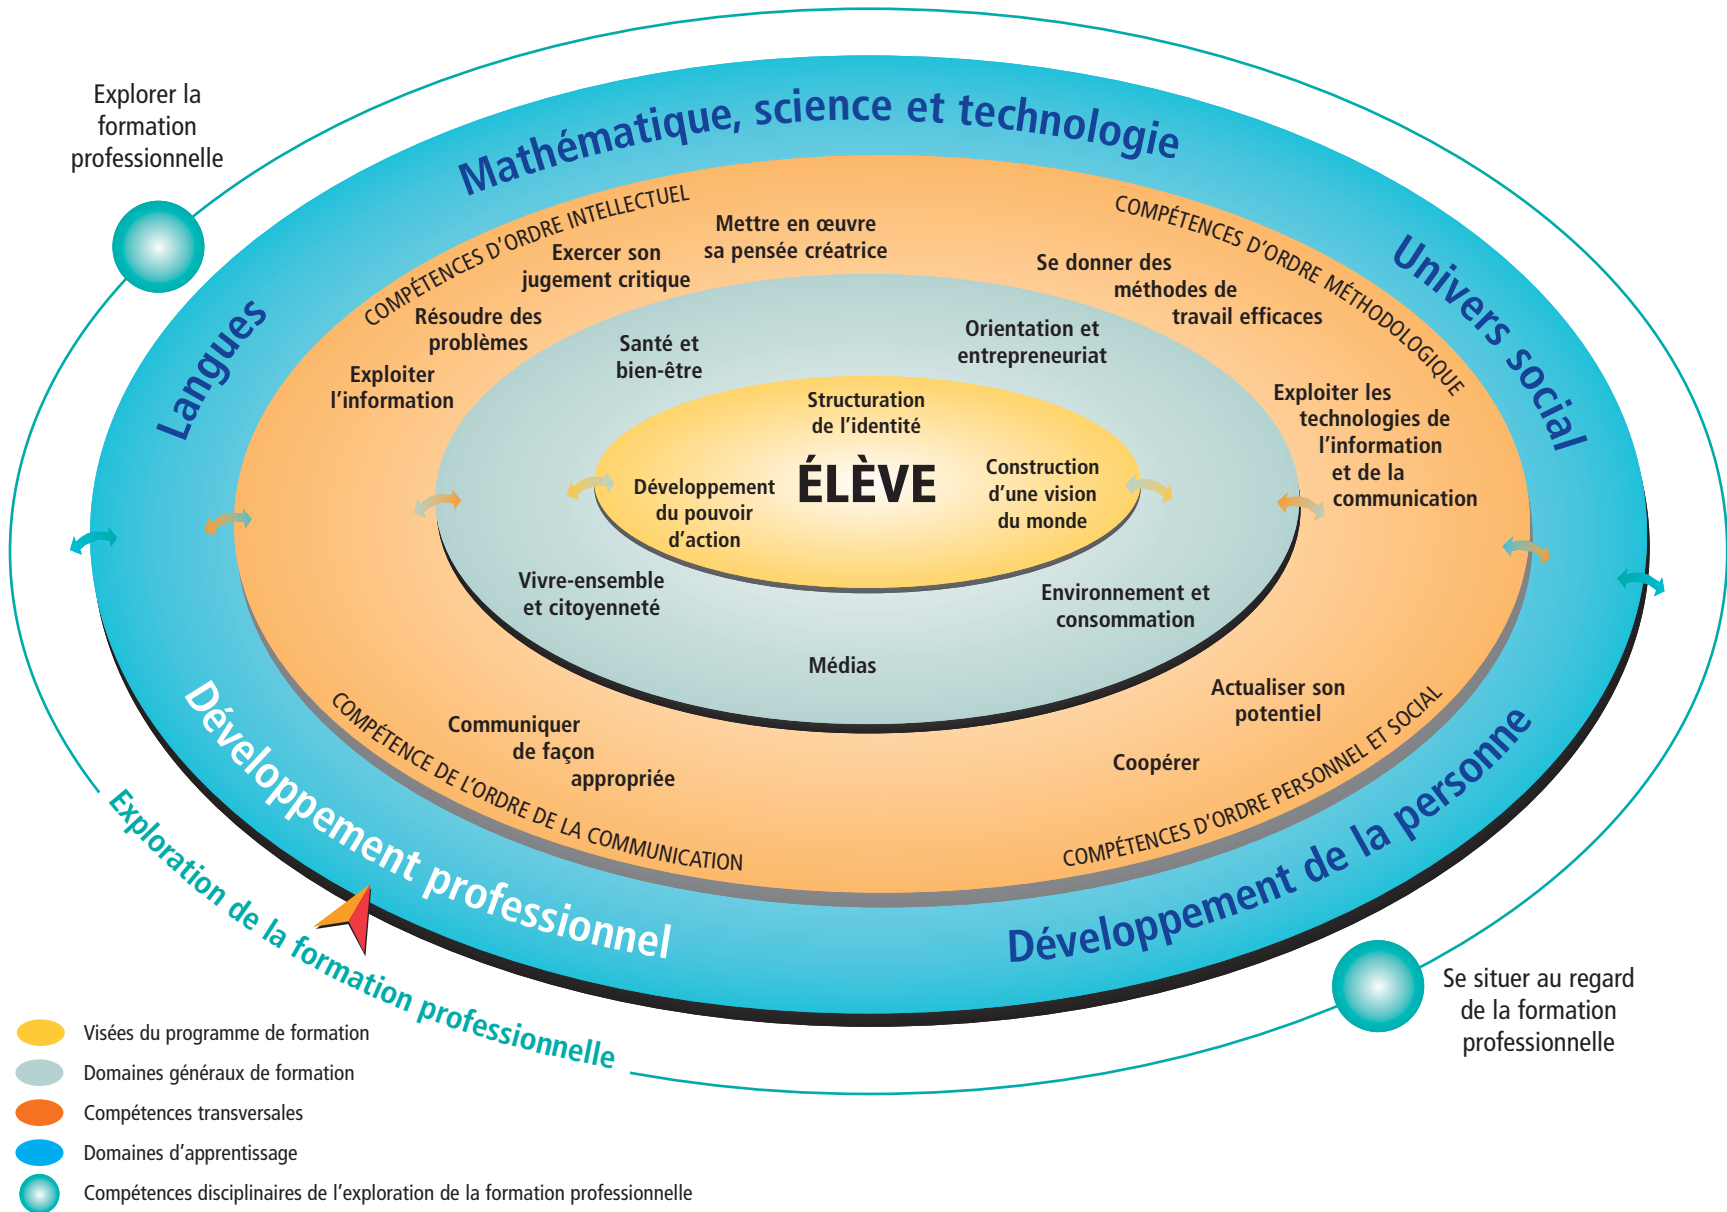 Explorer la
formation
professionnelle
Mathématique, science et technologie
Langues
Univers social
COMPÉTENCES D'ORDRE INTELLECTUEL
Mettre en œuvre
sa pensée créatrice
Exercer son
jugement critique
Résoudre des
problèmes
Exploiter
l'information
COMPÉTENCES D'ORDRE MÉTHODOLOGIQUE
Se donner des
méthodes de
travail efficaces
Exploiter les
technologies de
l'information
et de la
communication
Santé et
bien-être
Orientation et
entrepreneuriat
Structuration
de l'identité
ÉLÈVE
Développement
du pouvoir
d'action
Construction
d'une vision
du monde
Vivre-ensemble
et citoyenneté
Environnement et
consommation
Médias
Communiquer
de façon
appropriée
COMPÉTENCE DE L'ORDRE DE LA COMMUNICATION
Actualiser son
potentiel
Coopérer
COMPÉTENCES D'ORDRE PERSONNEL ET SOCIAL
Développement professionnel
Développement de la personne
Exploration de la formation professionnelle
Se situer au regard
de la formation
professionnelle
Visées du programme de formation
Domaines généraux de formation
Compétences transversales
Domaines d'apprentissage
Compétences disciplinaires de l'exploration de la formation professionnelle